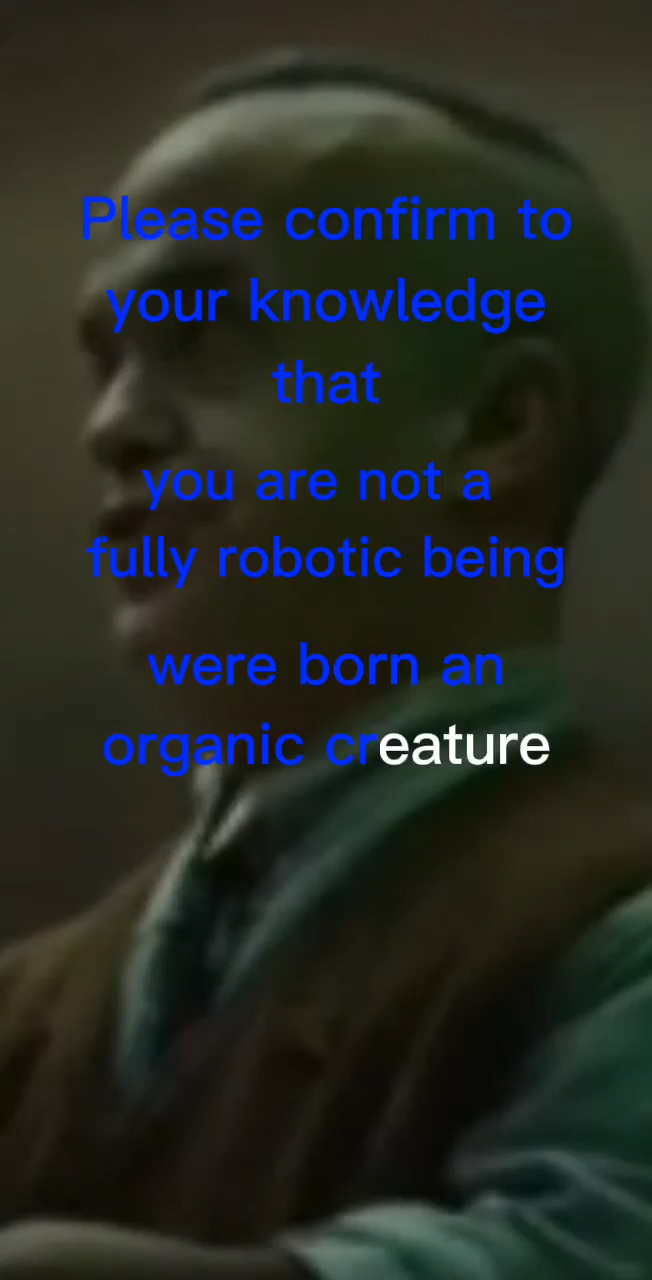 Please confirm to
your knowledge
that
you are not a
fully robotic being
were born an
organic creature